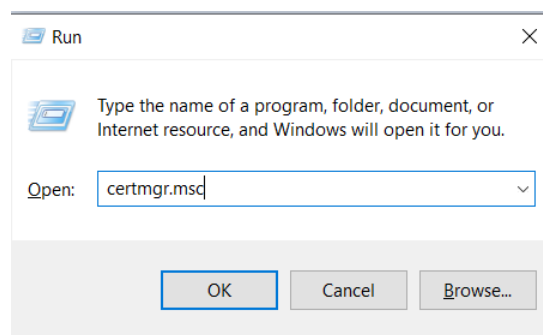 Run
Type the name of a program, folder, document, or
Internet resource, and Windows will open it for you.
Open: certmgr.msc
OK Cancel Browse...